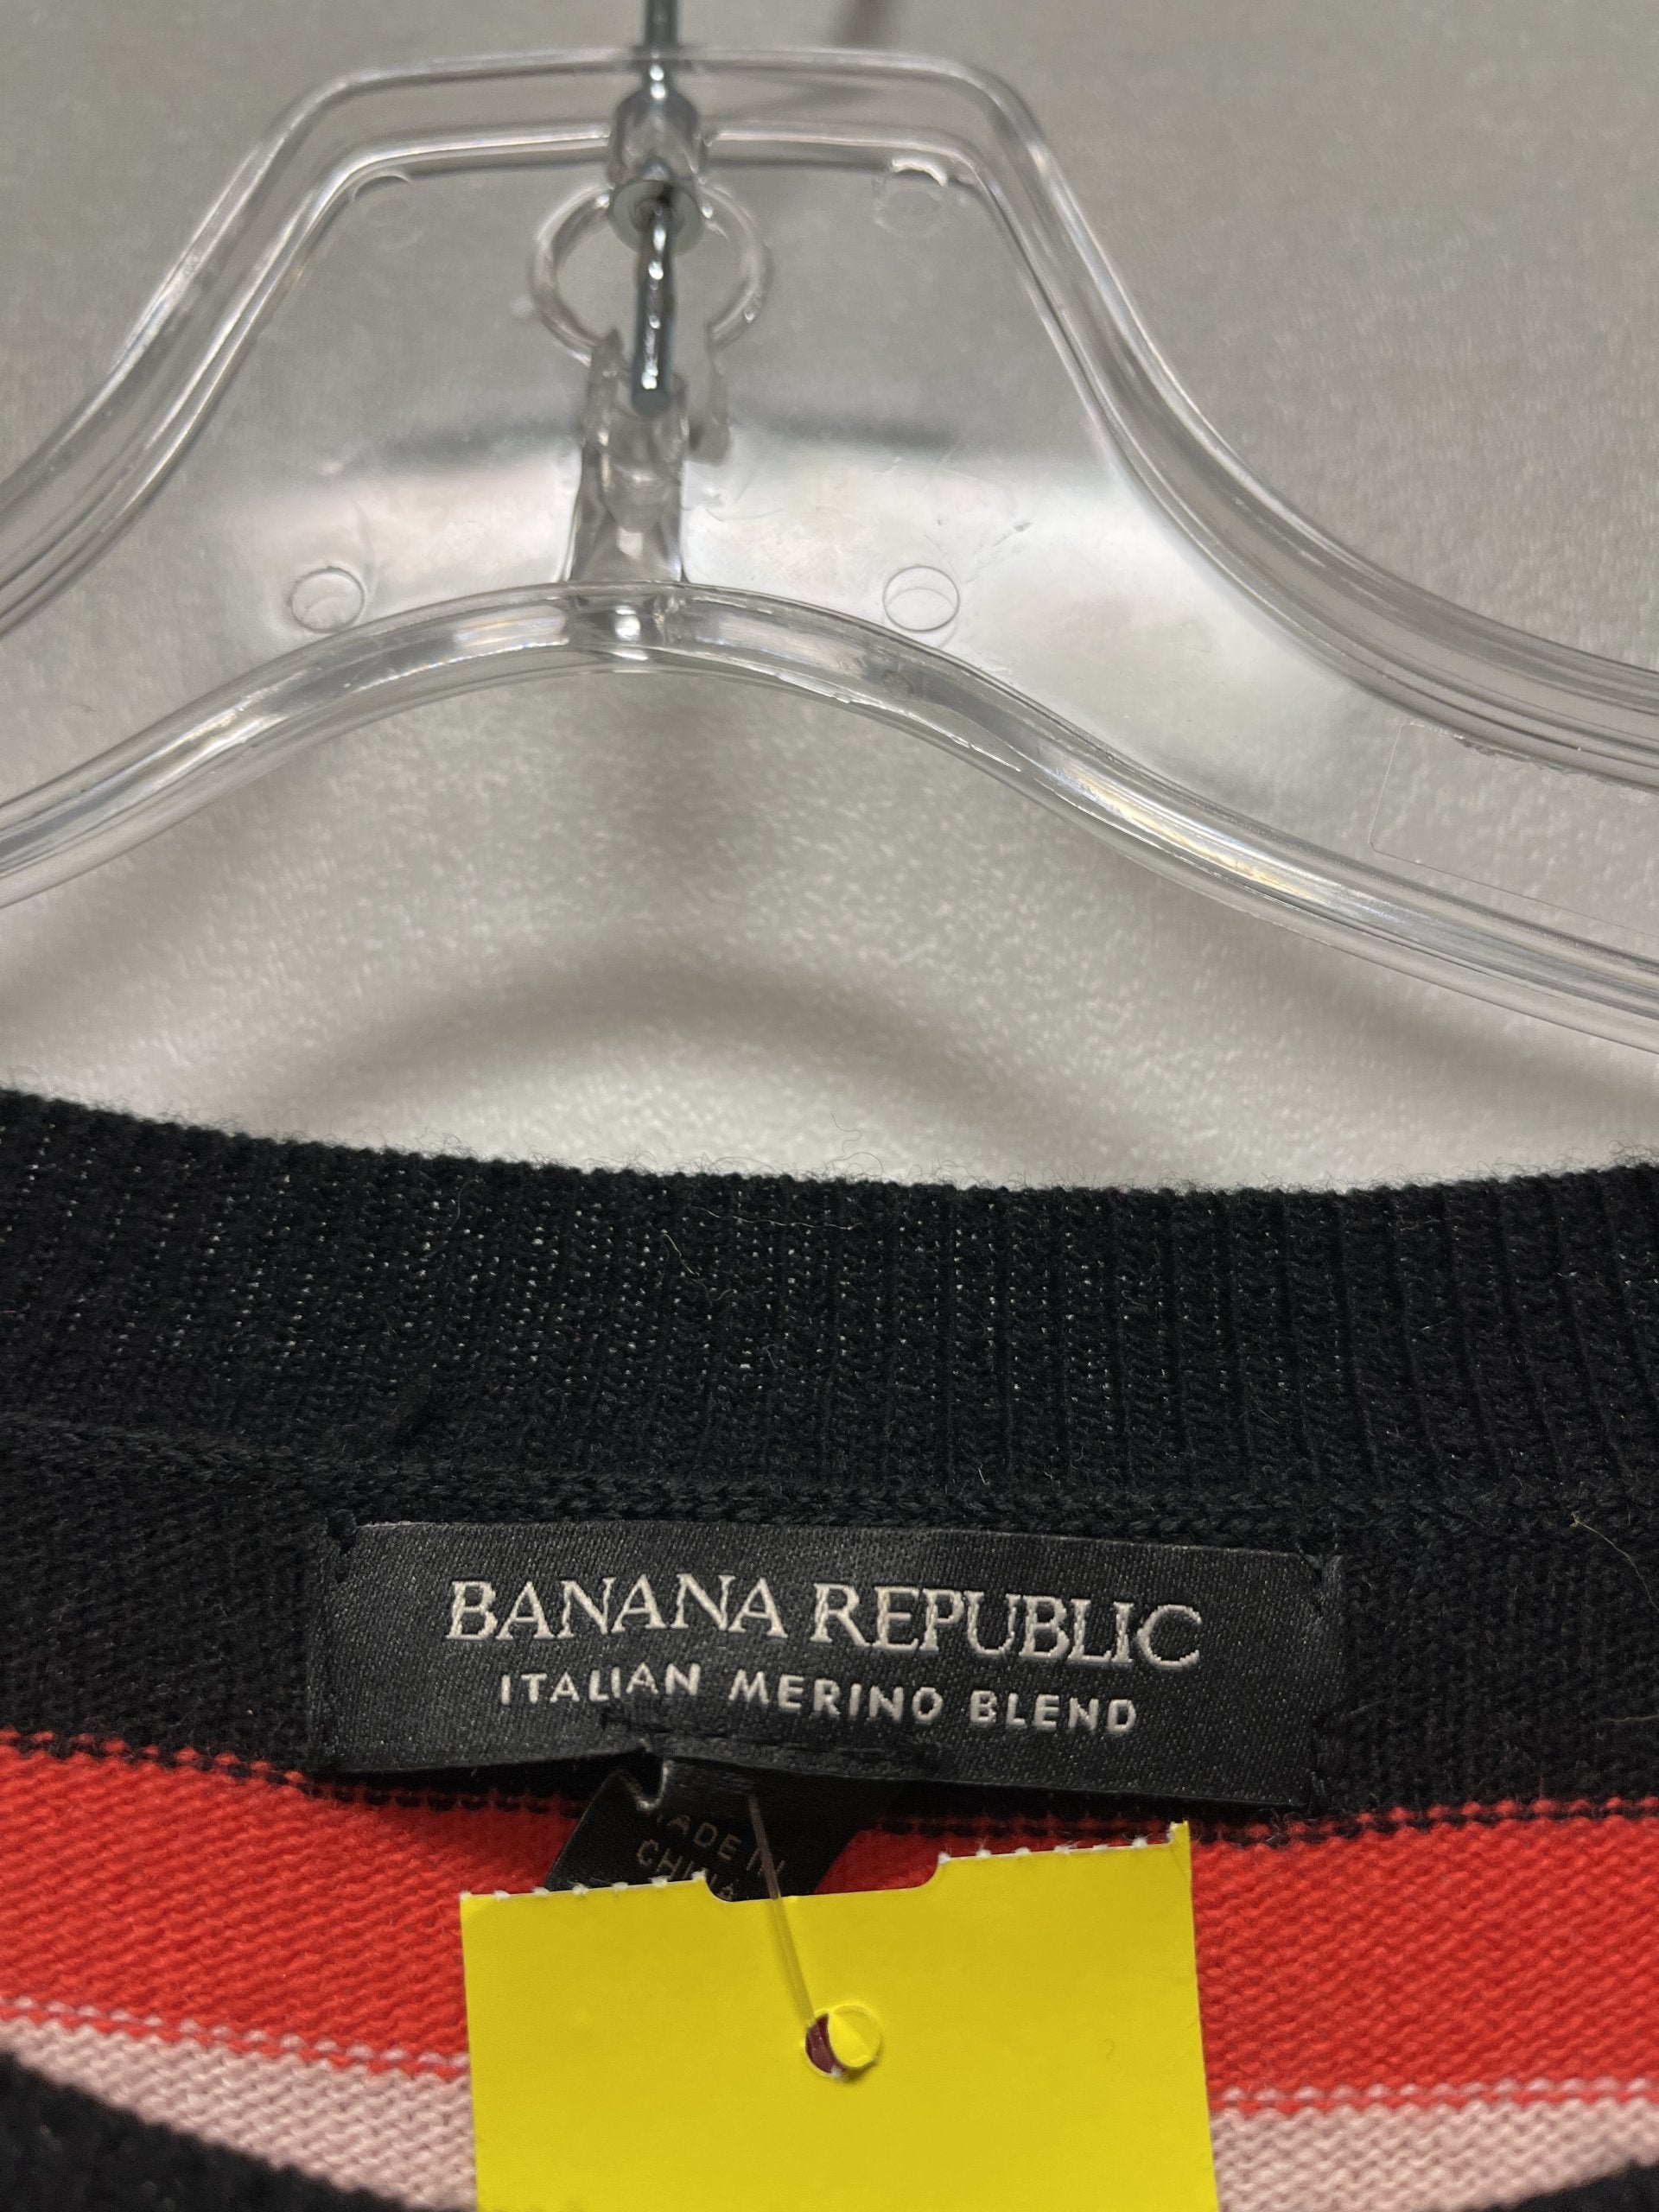 BANANA REPUBLIC
ITALIAN MERINO BLEND
MADE IN
CHINA